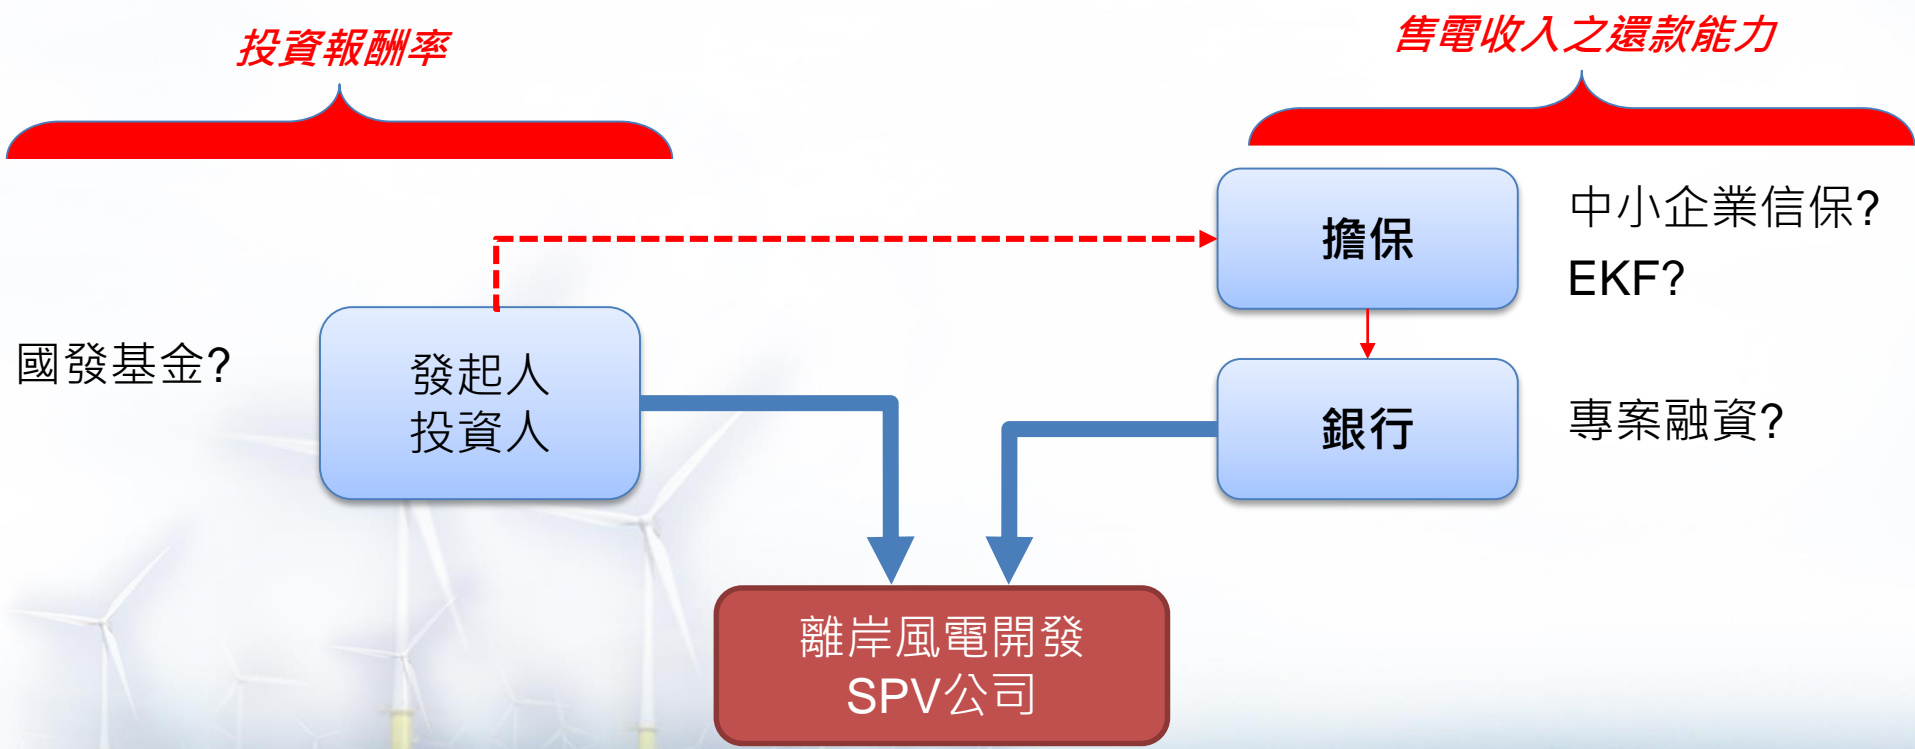 投資報酬率
售電收入之還款能力
擔保
中小企業信保?
EKF?
國發基金?
發起人
投資人
銀行
專案融資?
離岸風電開發
SPV公司